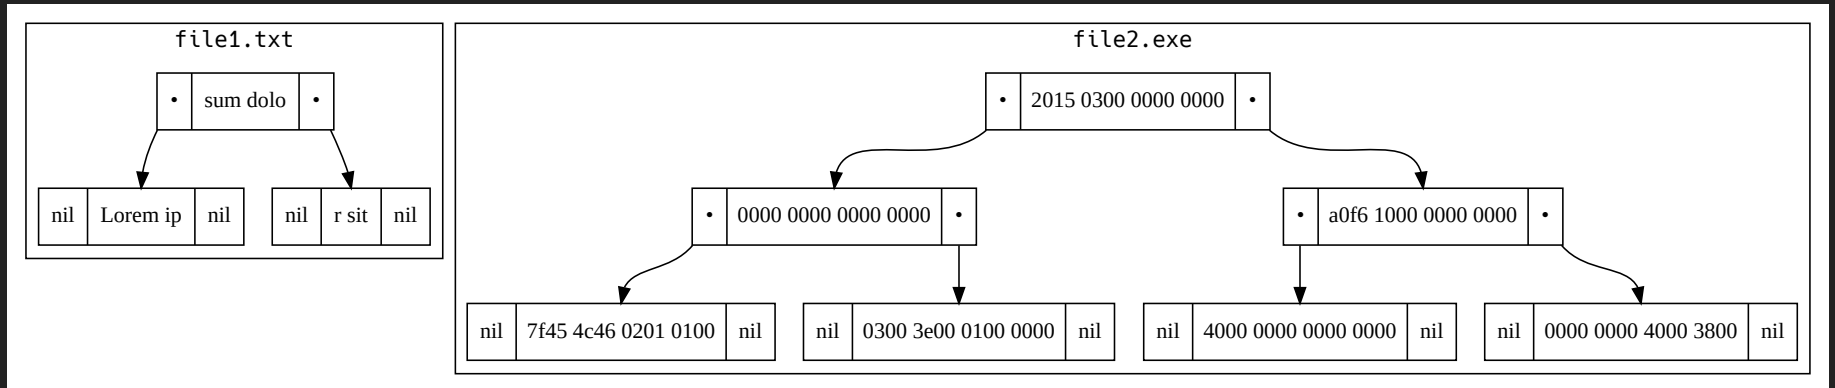 file1.txt
• sum dolo •
nil Lorem ip nil
nil r sit nil
file2.exe
• 2015 0300 0000 0000 •
• 0000 0000 0000 0000 •
• a0f6 1000 0000 0000 •
nil 7f45 4c46 0201 0100 nil
nil 0300 3e00 0100 0000 nil
nil 4000 0000 0000 0000 nil
nil 0000 0000 4000 3800 nil